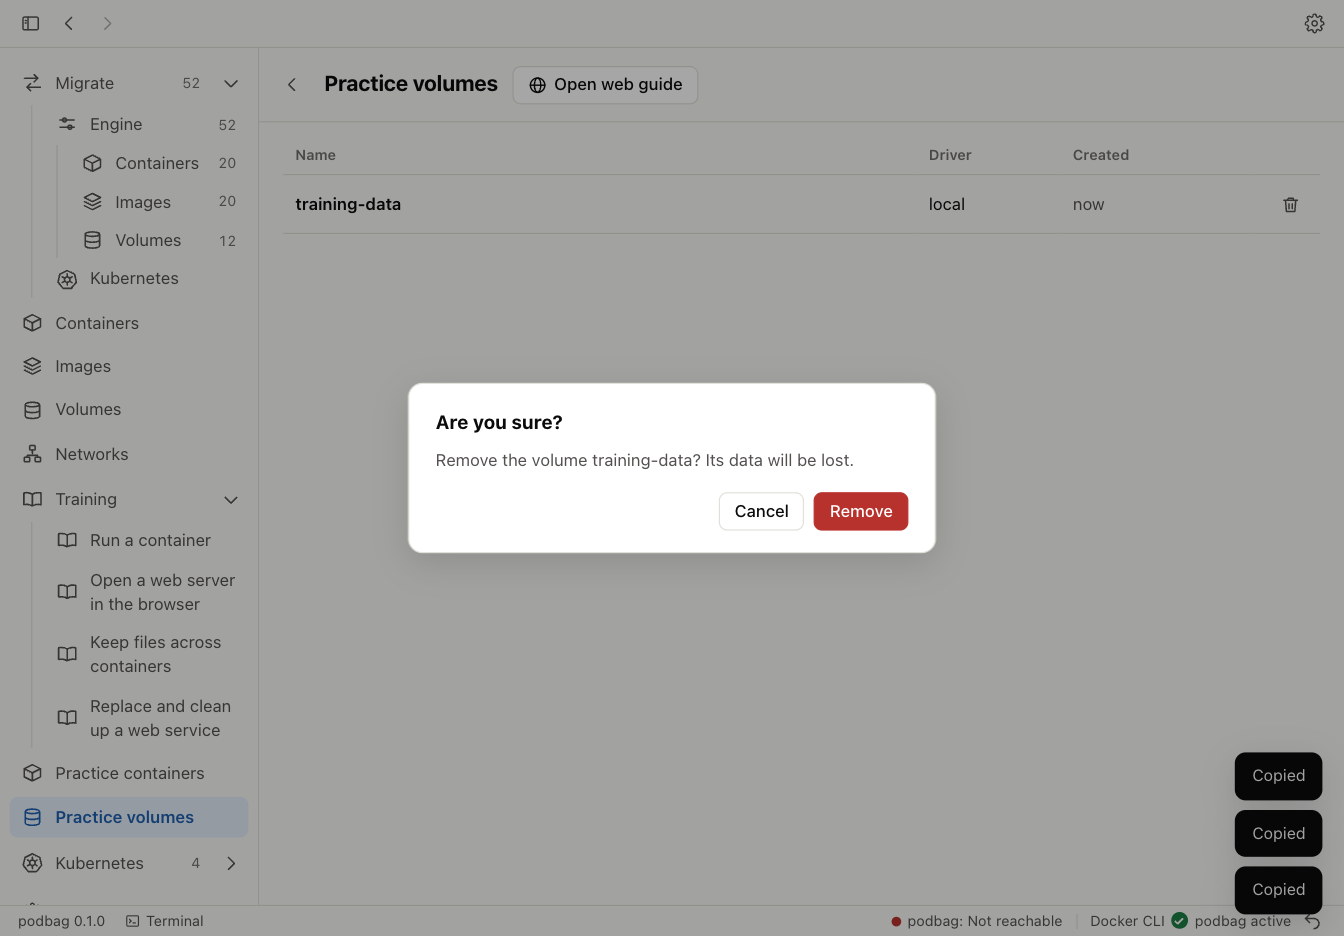 Migrate 52
Engine 52
Containers 20
Images 20
Volumes 12
Kubernetes
Containers
Images
Volumes
Networks
Training
Run a container
Open a web server
in the browser
Keep files across
containers
Replace and clean
up a web service
Practice containers
Practice volumes
Kubernetes 4
Practice volumes
Open web guide
Name Driver Created
training-data local now
Are you sure?
Remove the volume training-data? Its data will be lost.
Cancel Remove
Copied
Copied
Copied
podbag 0.1.0 Terminal podbag: Not reachable Docker CLI podbag active